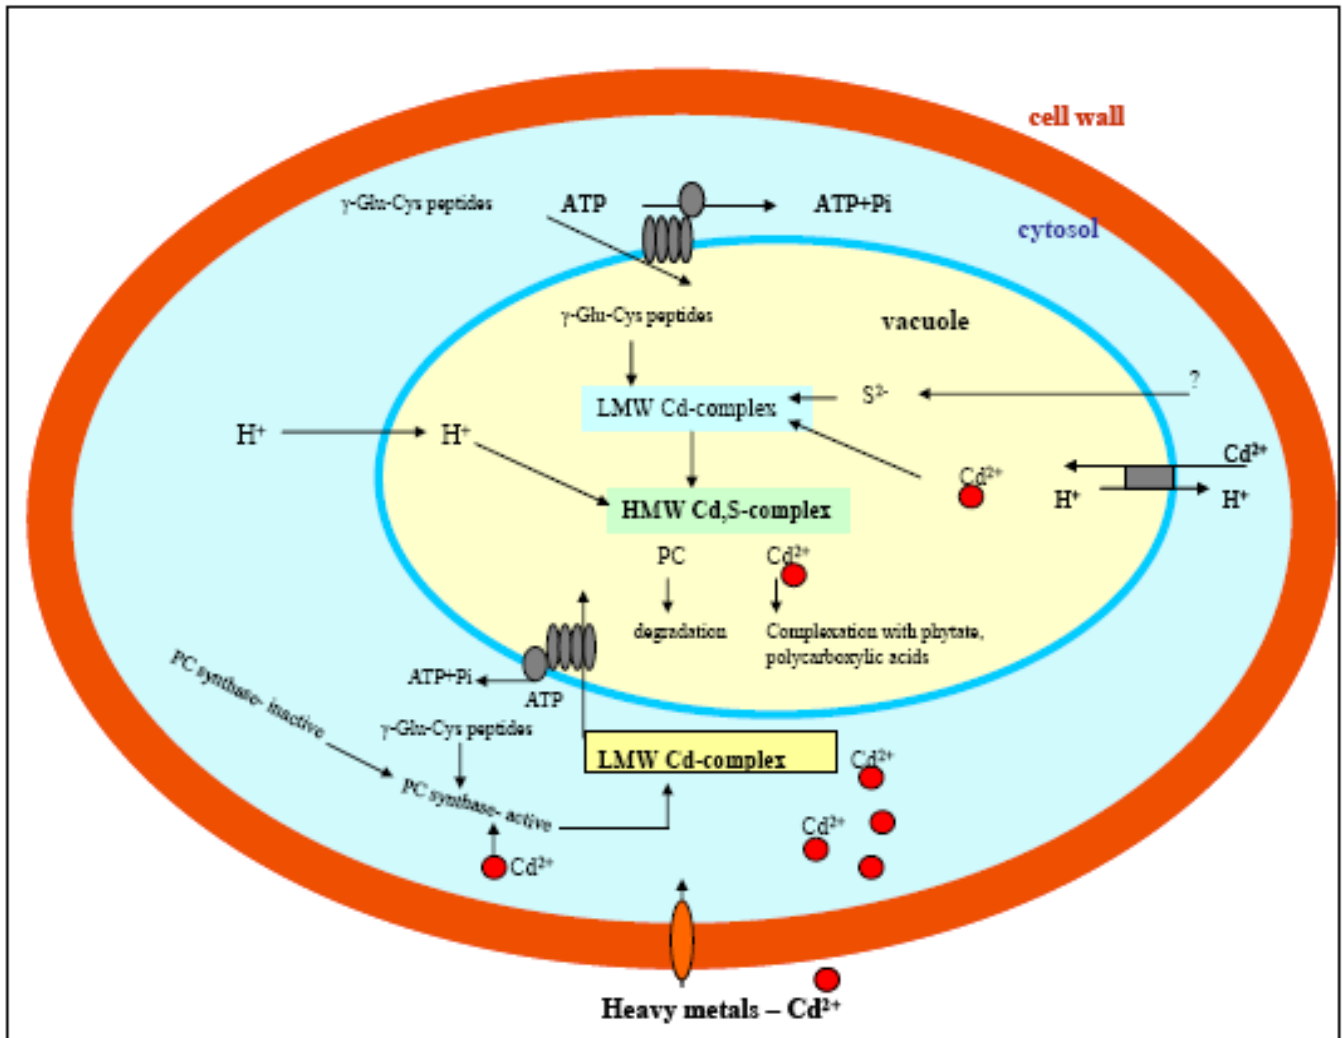 cell wall
γ-Glu-Cys peptides
ATP
ATP+Pi
cytosol
γ-Glu-Cys peptides
vacuole
?
S²⁻
LMW Cd-complex
H⁺
H⁺
Cd²⁺
Cd²⁺
H⁺
H⁺
HMW Cd,S-complex
PC
Cd²⁺
degradation
Complexation with phytate,
polycarboxylic acids
PC synthase- inactive
ATP+Pi
ATP
γ-Glu-Cys peptides
LMW Cd-complex
Cd²⁺
PC synthase- active
Cd²⁺
Cd²⁺
Heavy metals – Cd²⁺